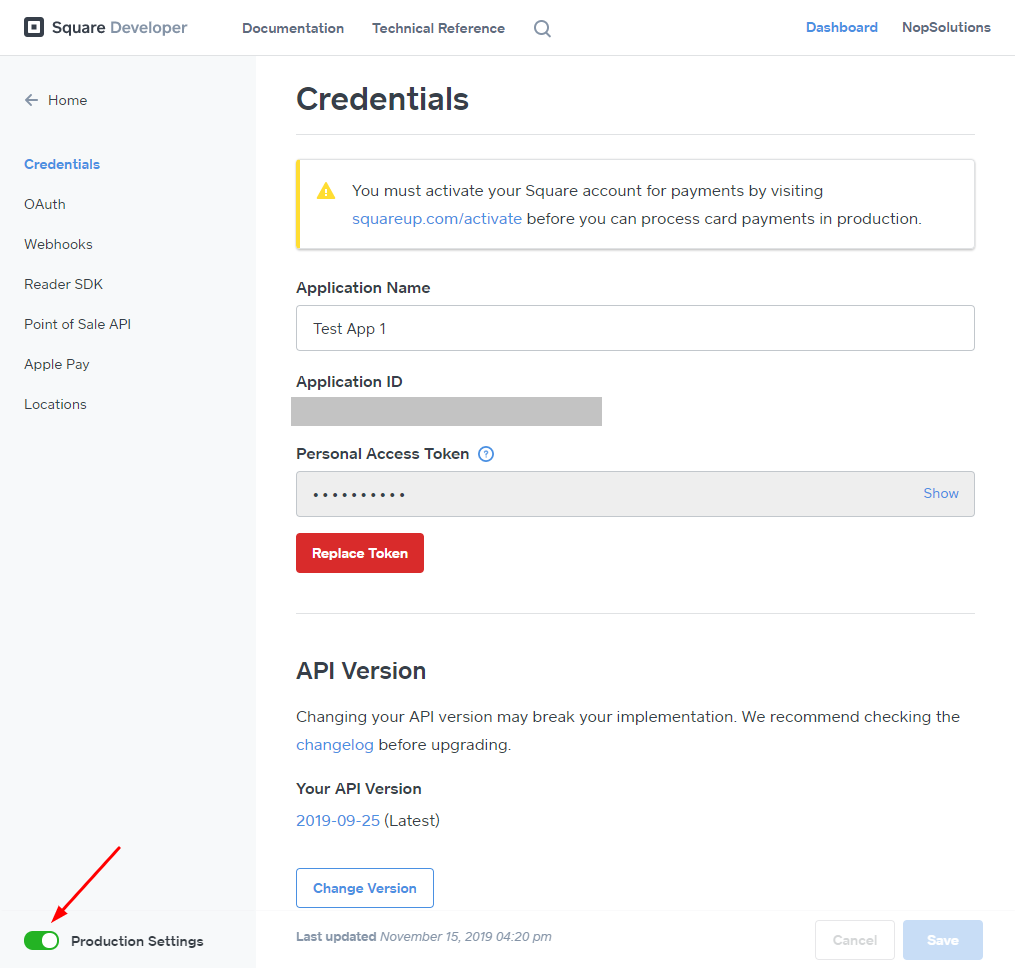 Square Developer
Documentation
Technical Reference
Dashboard
NopSolutions
Home
Credentials
OAuth
Webhooks
Reader SDK
Point of Sale API
Apple Pay
Locations
Production Settings
Credentials
You must activate your Square account for payments by visiting
squareup.com/activate before you can process card payments in production.
Application Name
Test App 1
Application ID
Personal Access Token ?
••••••••••
Show
Replace Token
API Version
Changing your API version may break your implementation. We recommend checking the
changelog before upgrading.
Your API Version
2019-09-25 (Latest)
Change Version
Last updated November 15, 2019 04:20 pm
Cancel
Save